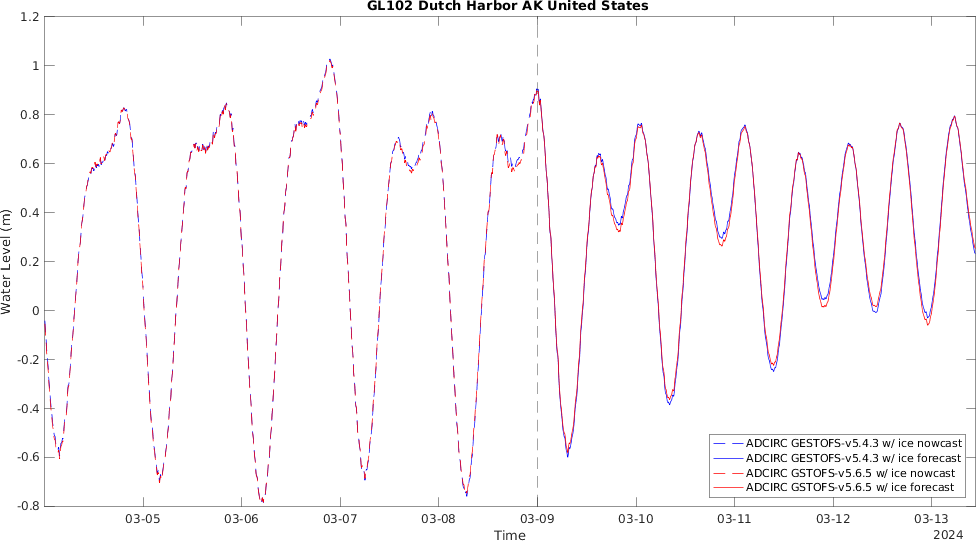 GL102 Dutch Harbor AK United States
1.2
1
0.8
0.6
0.4
0.2
0
-0.2
-0.4
-0.6
-0.8
Water Level (m)
ADCIRC GESTOFS-v5.4.3 w/ ice nowcast
ADCIRC GESTOFS-v5.4.3 w/ ice forecast
ADCIRC GSTOFS-v5.6.5 w/ ice nowcast
ADCIRC GSTOFS-v5.6.5 w/ ice forecast
03-05 03-06 03-07 03-08 03-09 03-10 03-11 03-12 03-13
Time 2024